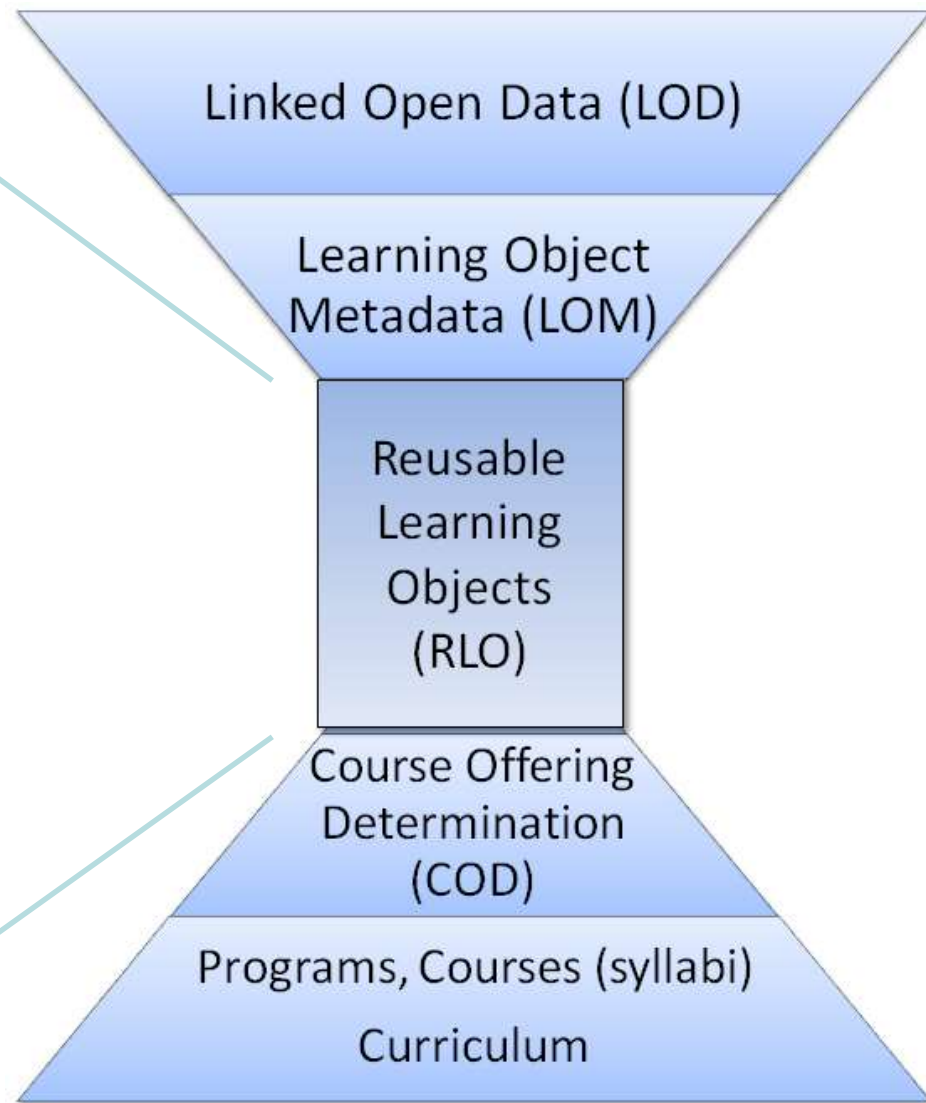 Linked Open Data (LOD)
Learning Object
Metadata (LOM)
Reusable
Learning
Objects
(RLO)
Course Offering
Determination
(COD)
Programs, Courses (syllabi)
Curriculum